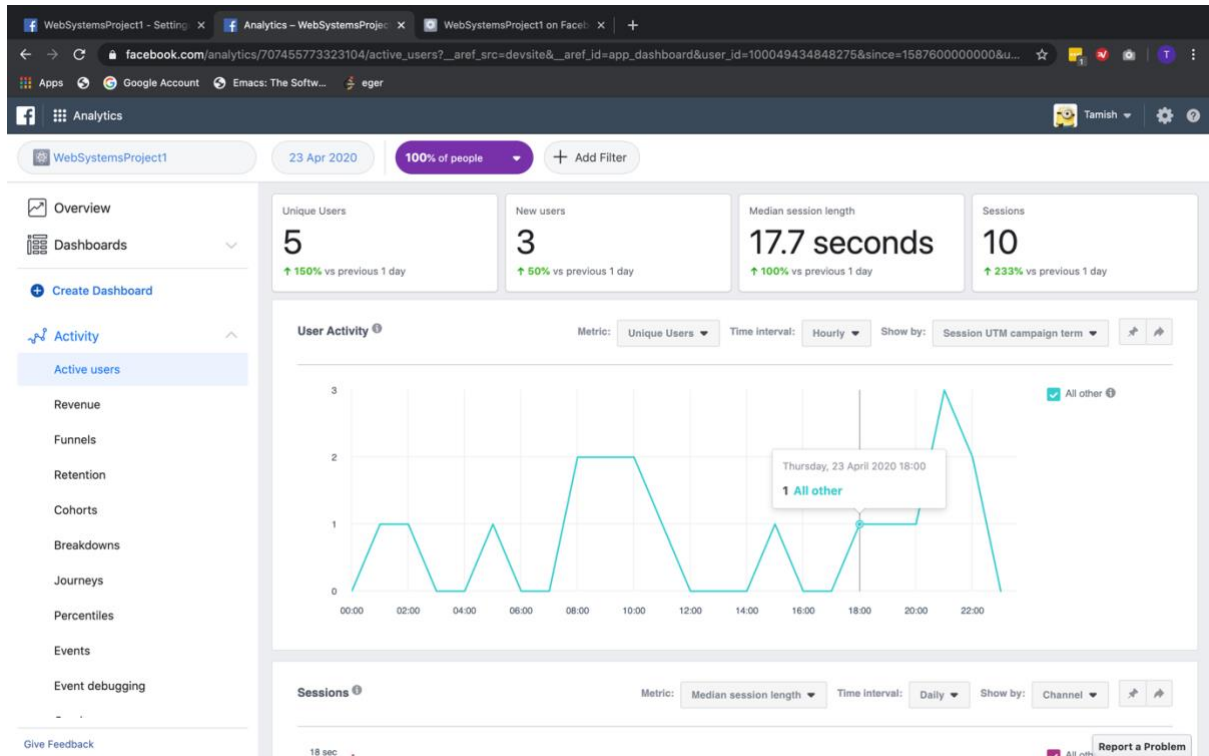 WebSystemsProject1 - Setting
Analytics – WebSystemsProjec
WebSystemsProject1 on Faceb
facebook.com/analytics/707455773323104/active_users?__aref_src=devsite&__aref_id=app_dashboard&user_id=100049434848275&since=1587600000000&u...
1
T
Apps
Google Account
Emacs: The Softw...
eger
Analytics
Tamish
WebSystemsProject1
23 Apr 2020
100% of people
+ Add Filter
Overview
Dashboards
Create Dashboard
Activity
Active users
Revenue
Funnels
Retention
Cohorts
Breakdowns
Journeys
Percentiles
Events
Event debugging
Give Feedback
Unique Users
5
↑ 150% vs previous 1 day
New users
3
↑ 50% vs previous 1 day
Median session length
17.7 seconds
↑ 100% vs previous 1 day
Sessions
10
↑ 233% vs previous 1 day
User Activity
Metric: Unique Users
Time interval: Hourly
Show by: Session UTM campaign term
3
2
1
0
00:00 02:00 04:00 06:00 08:00 10:00 12:00 14:00 16:00 18:00 20:00 22:00
Thursday, 23 April 2020 18:00
1 All other
All other
Sessions
Metric: Median session length
Time interval: Daily
Show by: Channel
18 sec
All oth
Report a Problem